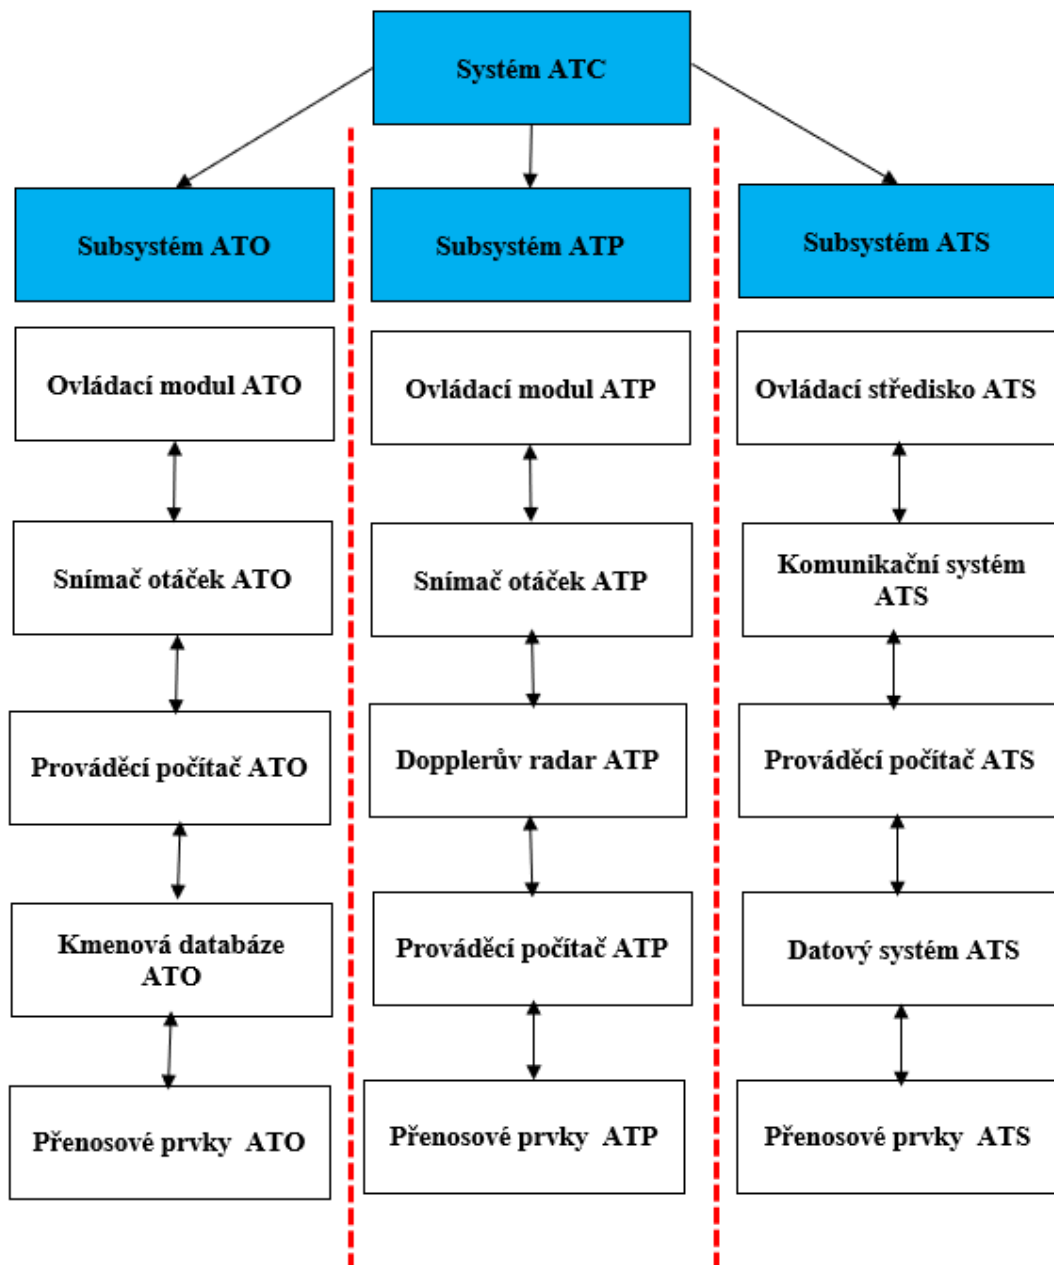 Systém ATC
Subsystém ATO
Subsystém ATP
Subsystém ATS
Ovládací modul ATO
Ovládací modul ATP
Ovládací středisko ATS
Snímač otáček ATO
Snímač otáček ATP
Komunikační systém
ATS
Prováděcí počítač ATO
Dopplerův radar ATP
Prováděcí počítač ATS
Kmenová databáze
ATO
Prováděcí počítač ATP
Datový systém ATS
Přenosové prvky ATO
Přenosové prvky ATP
Přenosové prvky ATS